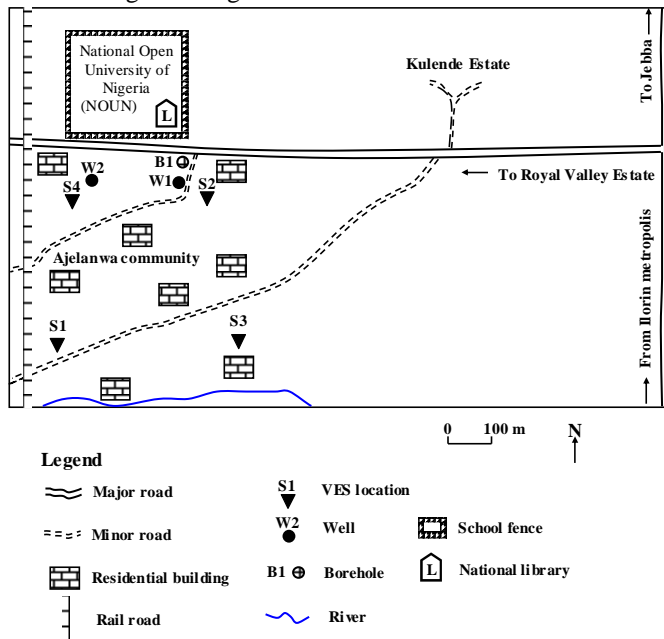 National Open
University of
Nigeria
(NOUN)
L
Kulende Estate
To Jebba
B1
W2
W1
S4
S2
To Royal Valley Estate
Ajelanwa community
S1
S3
From Ilorin metropolis
0 100 m
N
Legend
Major road
Minor road
Residential building
Rail road
S1 VES location
W2 Well
B1 Borehole
River
School fence
L National library